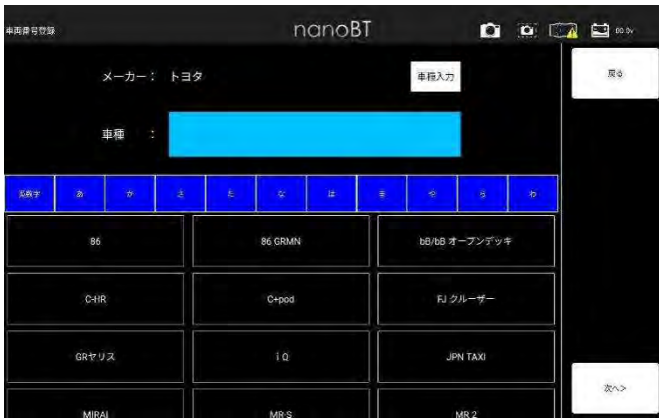 車両番号登録 nanoBT 00.0v
メーカー： トヨタ 車種入力 戻る
車種 ：
英数字 あ か さ た な は ま や ら わ
86 86 GRMN bB/bB オープンデッキ
C-HR C+pod FJ クルーザー
GRヤリス iQ JPN TAXI
次へ>
MIRAI MR-S MR 2